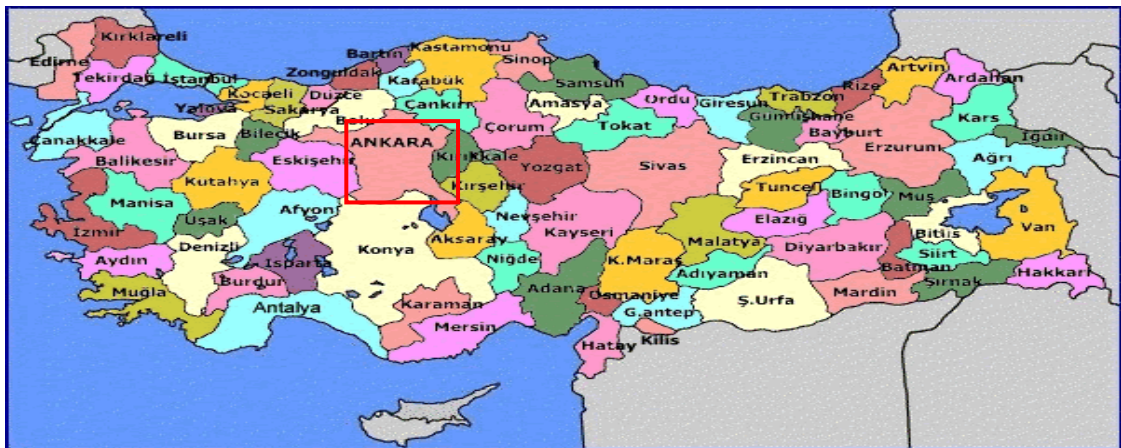 Kırklareli
Edirne
Tekirdağ
İstanbul
Kocaeli
Yalova
Sakarya
Düzce
Zonguldak
Bartın
Karabük
Kastamonu
Sinop
Samsun
Çankırı
Bolu
Çanakkale
Bursa
Bilecik
Balikesir
Eskişehir
ANKARA
Kırıkkale
Çorum
Amasya
Tokat
Ordu
Giresun
Trabzon
Rize
Artvin
Ardahan
Kars
Iğdır
Gümüşhane
Bayburt
Erzurum
Ağrı
Erzincan
Sivas
Yozgat
Kırşehir
Kutahya
Manisa
Uşak
Afyon
İzmir
Aydın
Denizli
Isparta
Burdur
Muğla
Antalya
Konya
Aksaray
Nevşehir
Kayseri
Niğde
Karaman
Mersin
Adana
K.Maraş
Osmaniye
Hatay
Kilis
G.antep
Adıyaman
Malatya
Ş.Urfa
Elazığ
Tunceli
Bingol
Muş
Diyarbakır
Batman
Mardin
Bitlis
Siirt
Şırnak
Van
Hakkari